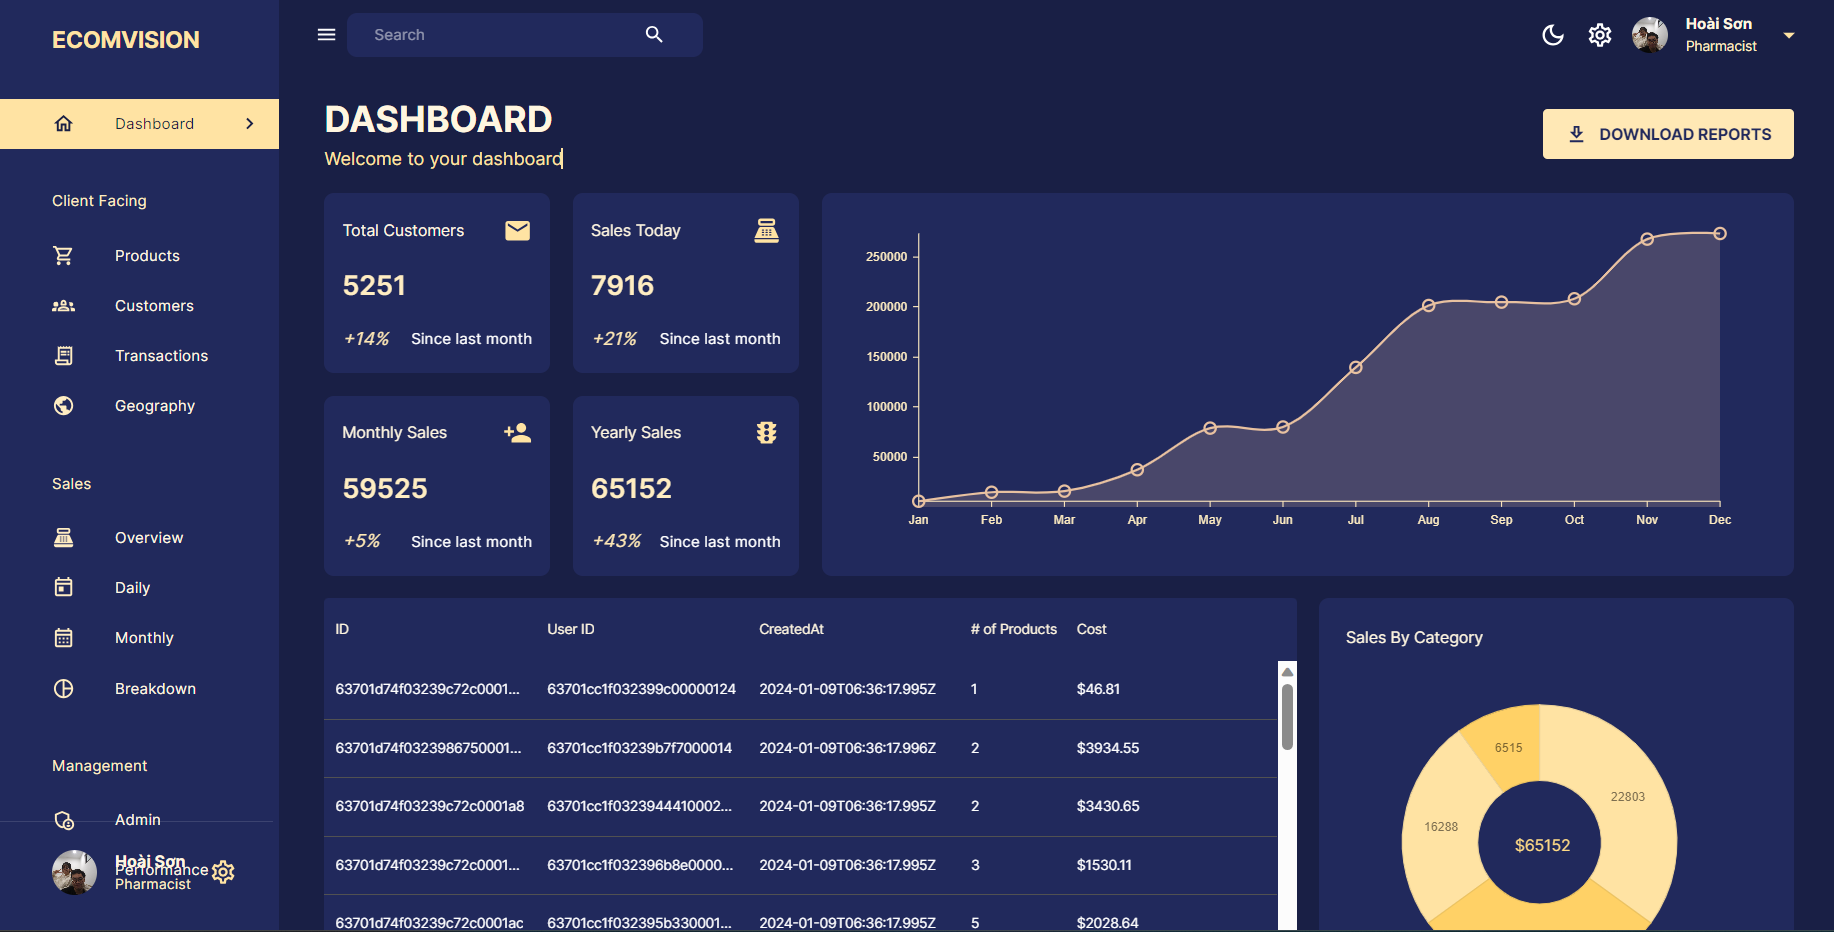 ECOMVISION
Search
Hoài Sơn
Pharmacist
Dashboard
Client Facing
Products
Customers
Transactions
Geography
Sales
Overview
Daily
Monthly
Breakdown
Management
Admin
Hoài Sơn
Performance
Pharmacist
DASHBOARD
Welcome to your dashboard
DOWNLOAD REPORTS
Total Customers
5251
+14% Since last month
Sales Today
7916
+21% Since last month
Monthly Sales
59525
+5% Since last month
Yearly Sales
65152
+43% Since last month
250000
200000
150000
100000
50000
Jan Feb Mar Apr May Jun Jul Aug Sep Oct Nov Dec
ID User ID CreatedAt # of Products Cost
63701d74f03239c72c0001... 63701cc1f032399c00000124 2024-01-09T06:36:17.995Z 1 $46.81
63701d74f0323986750001... 63701cc1f03239b7f7000014 2024-01-09T06:36:17.996Z 2 $3934.55
63701d74f03239c72c0001a8 63701cc1f0323944410002... 2024-01-09T06:36:17.995Z 2 $3430.65
63701d74f03239c72c0001... 63701cc1f032396b8e0000... 2024-01-09T06:36:17.995Z 3 $1530.11
63701d74f03239c72c0001ac 63701cc1f032395b330001... 2024-01-09T06:36:17.995Z 5 $2028.64
Sales By Category
6515
22803
16288
$65152